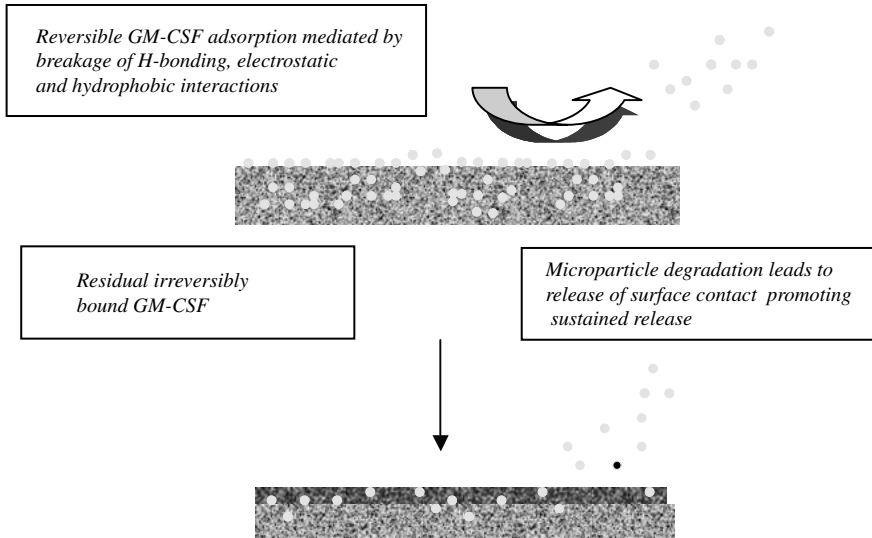 Reversible GM-CSF adsorption mediated by
breakage of H-bonding, electrostatic
and hydrophobic interactions
Residual irreversibly
bound GM-CSF
Microparticle degradation leads to
release of surface contact promoting
sustained release